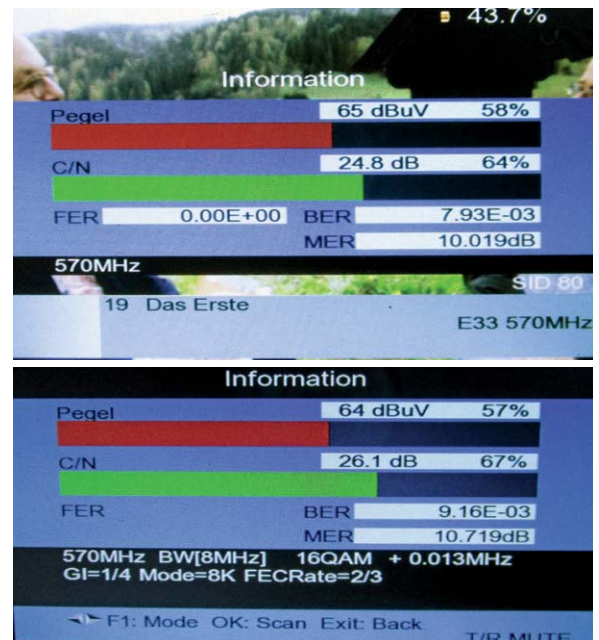 43.7%
Information
Pegel 65 dBuV 58%
C/N 24.8 dB 64%
FER 0.00E+00 BER 7.93E-03
MER 10.019dB
570MHz
SID 80
19 Das Erste
E33 570MHz
Information
Pegel 64 dBuV 57%
C/N 26.1 dB 67%
FER BER 9.16E-03
MER 10.719dB
570MHz BW[8MHz] 16QAM + 0.013MHz
GI=1/4 Mode=8K FECRate=2/3
F1: Mode OK: Scan Exit: Back
T/R MUTE